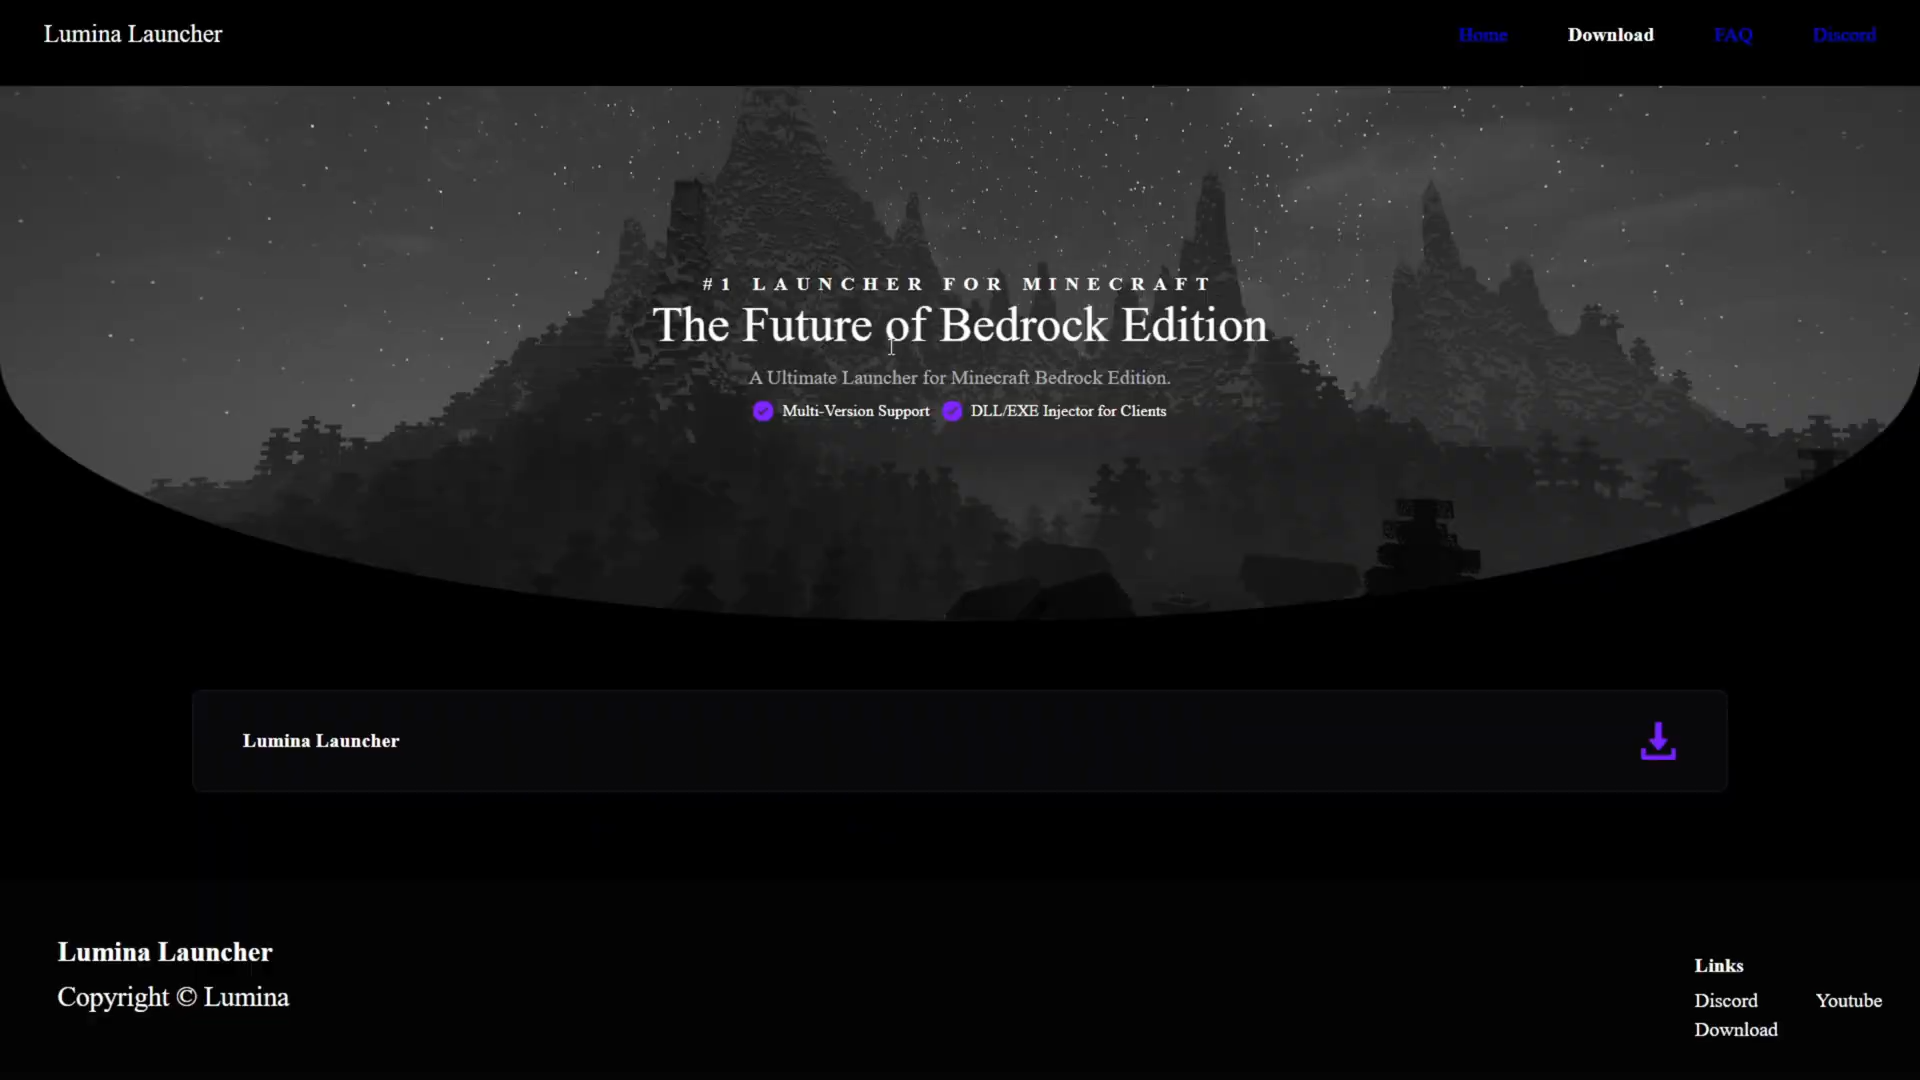 Lumina Launcher
Home Download FAQ Discord
#1 LAUNCHER FOR MINECRAFT
The Future of Bedrock Edition
A Ultimate Launcher for Minecraft Bedrock Edition.
Multi-Version Support DLL/EXE Injector for Clients
Lumina Launcher
Lumina Launcher
Copyright © Lumina
Links
Discord Youtube
Download